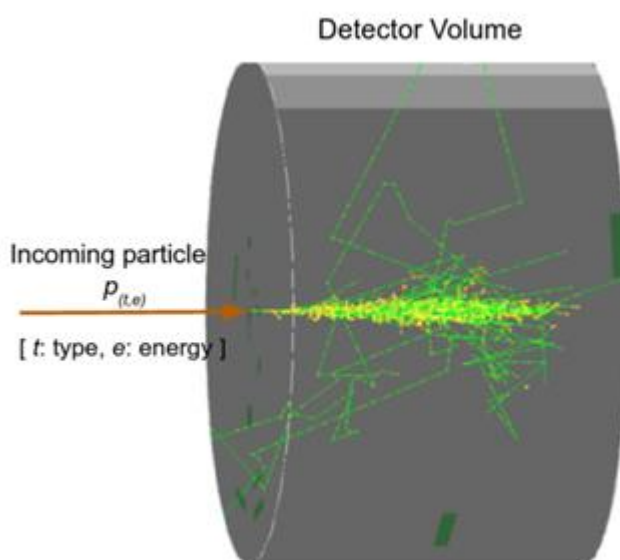 Detector Volume
Incoming particle
p(t,e)
[ t: type, e: energy ]